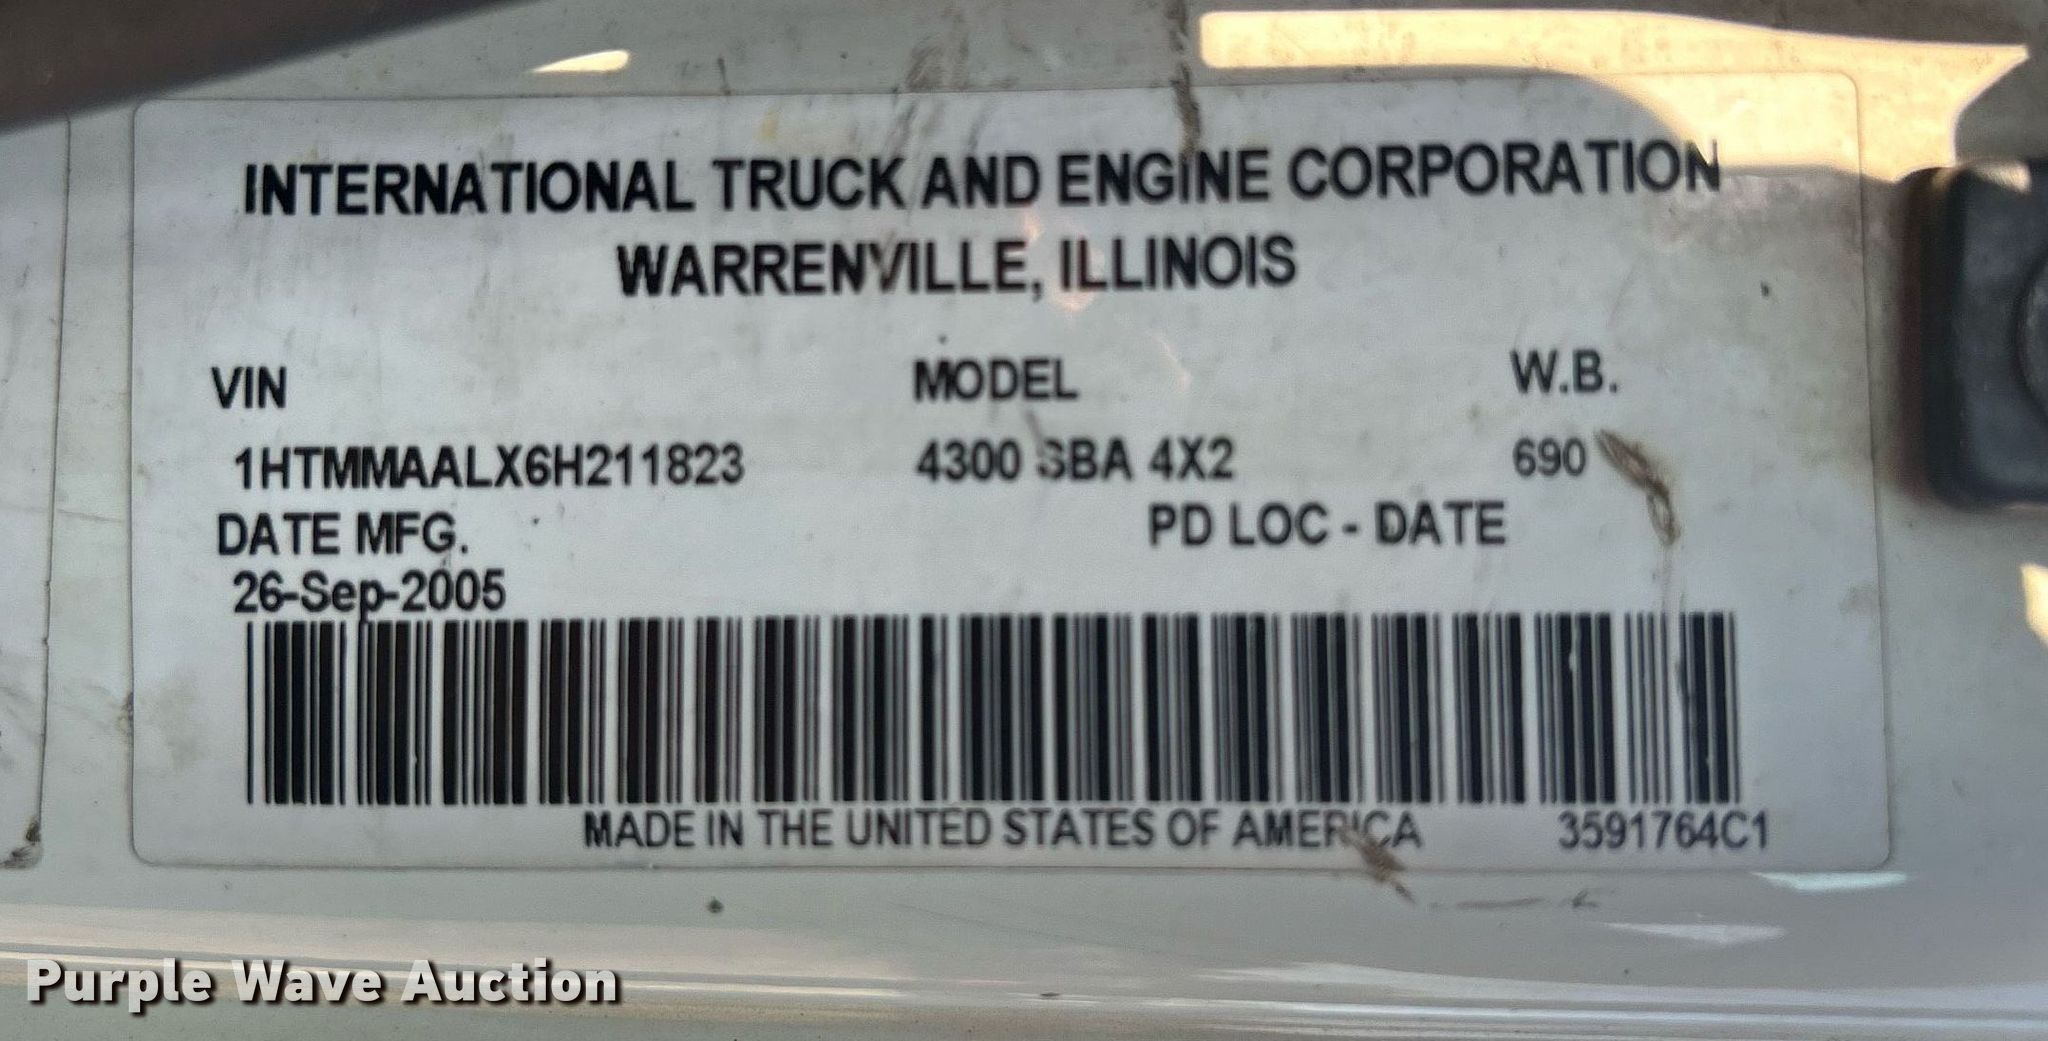 INTERNATIONAL TRUCK AND ENGINE CORPORATION
WARRENVILLE, ILLINOIS
VIN MODEL W.B.
1HTMMAALX6H211823 4300 SBA 4X2 690
DATE MFG. PD LOC - DATE
26-Sep-2005
MADE IN THE UNITED STATES OF AMERICA 3591764C1
Purple Wave Auction